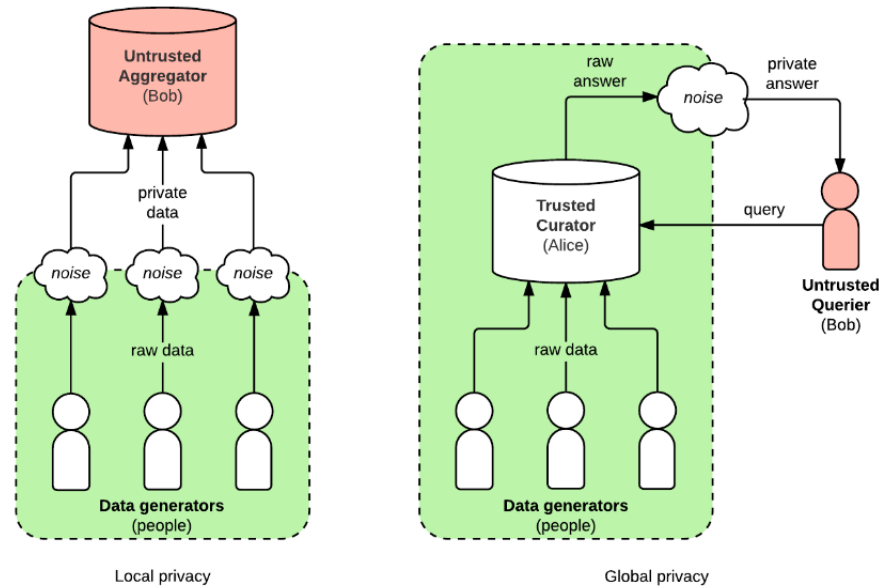 Untrusted
Aggregator
(Bob)
private
data
noise
noise
noise
raw data
Data generators
(people)
Local privacy
raw
answer
noise
private
answer
Trusted
Curator
(Alice)
query
Untrusted
Querier
(Bob)
raw data
Data generators
(people)
Global privacy